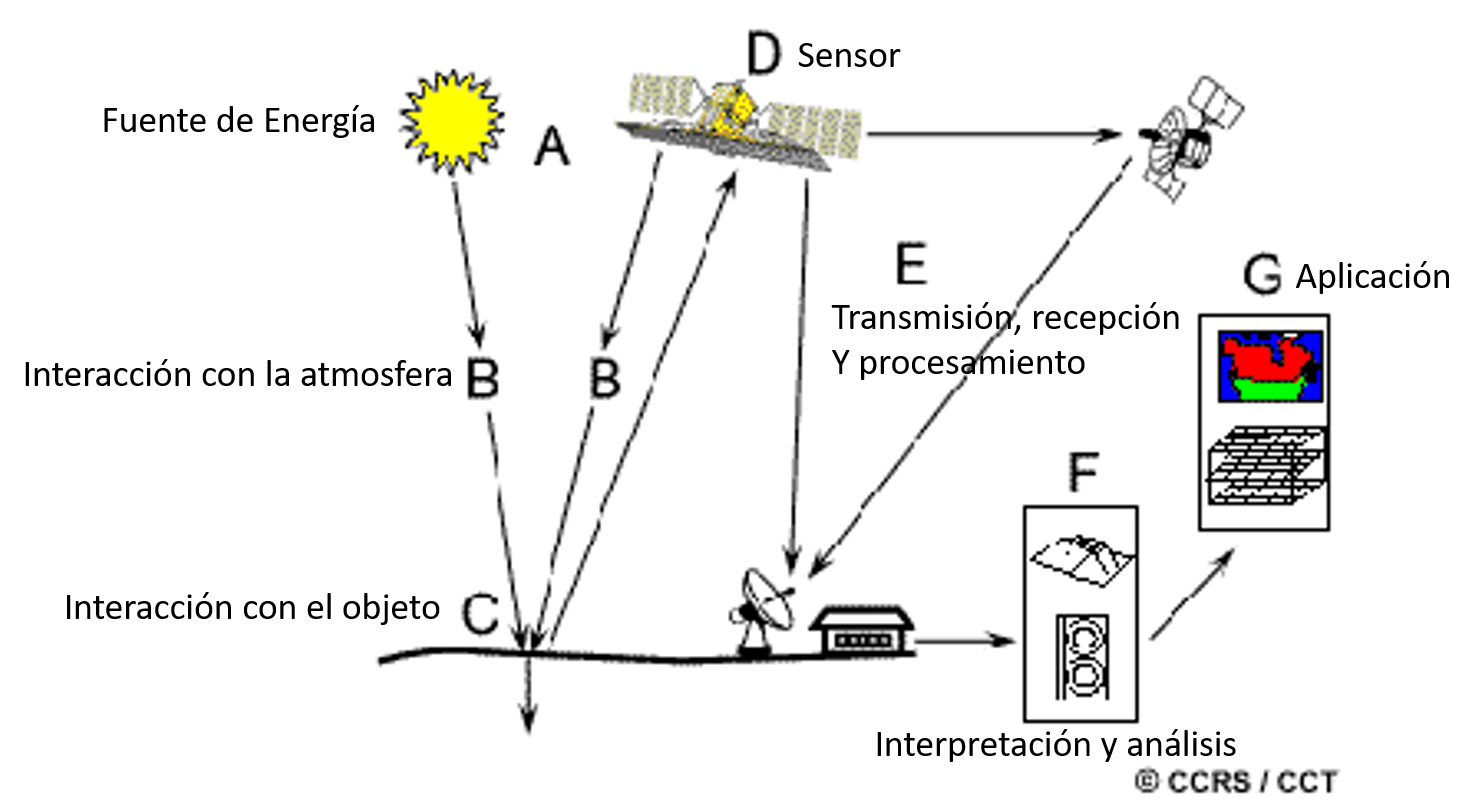 D Sensor
Fuente de Energía
A
E
G Aplicación
Transmisión, recepción
Y procesamiento
Interacción con la atmosfera B
B
F
Interacción con el objeto C
Interpretación y análisis
© CCRS / CCT